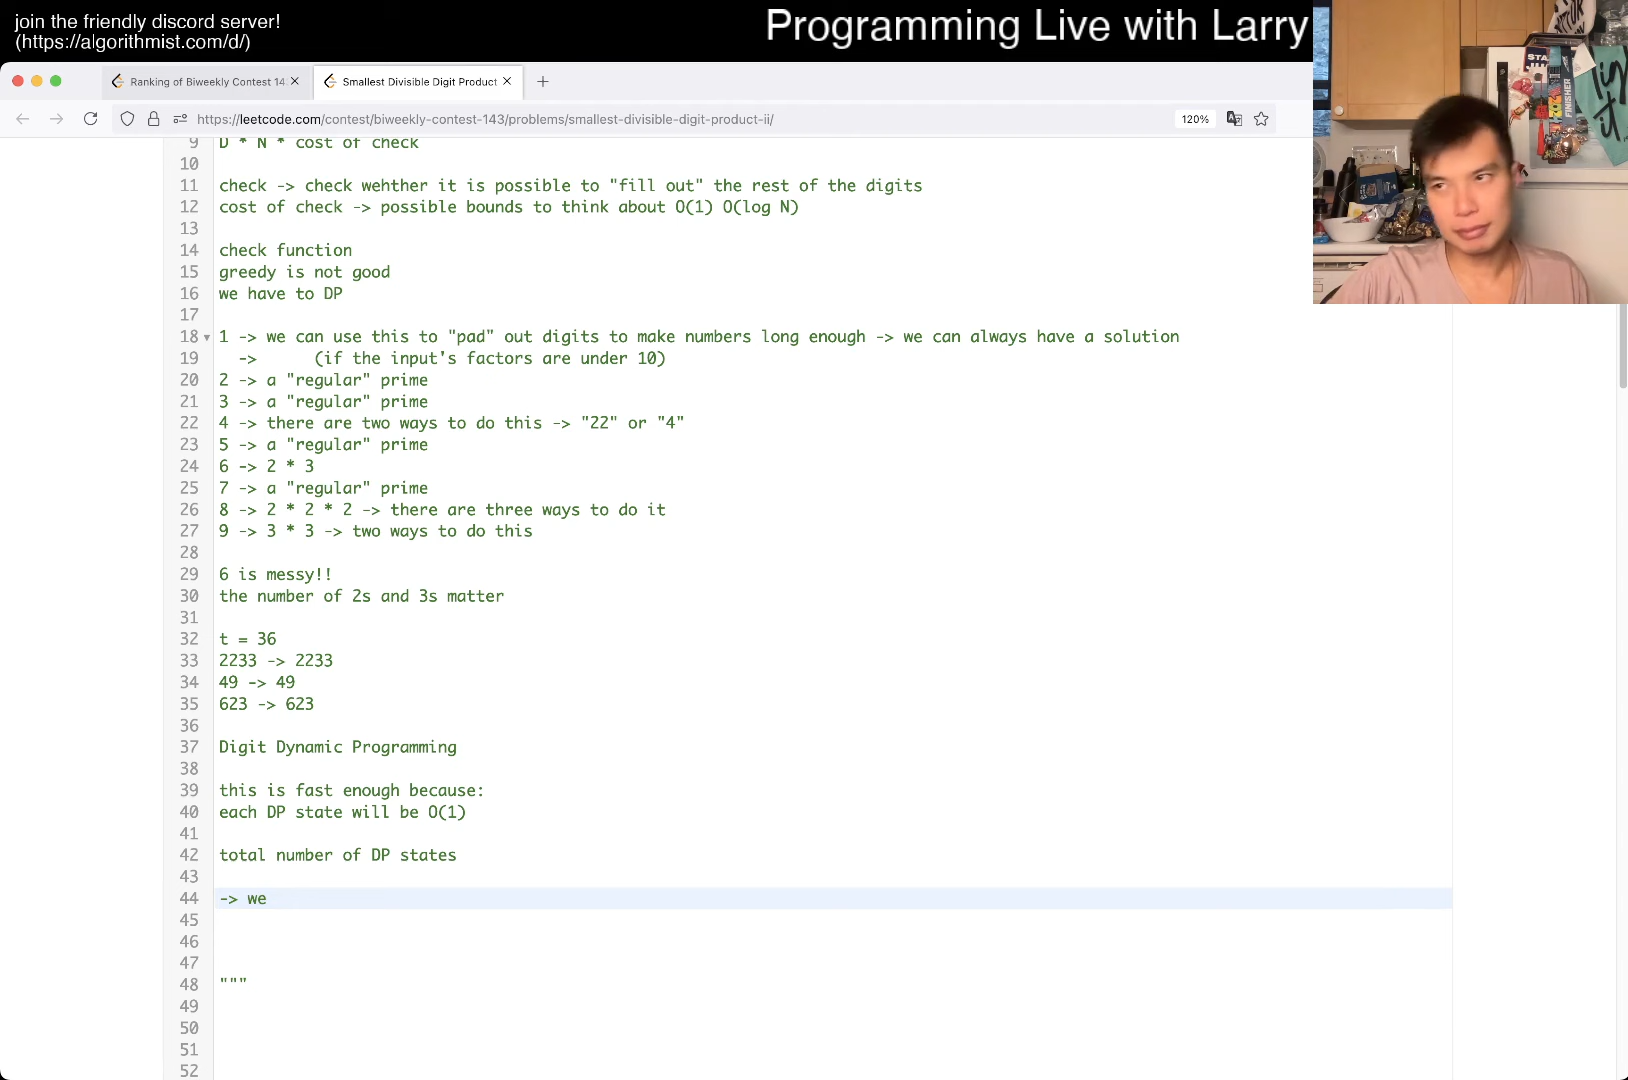 join the friendly discord server!
(https://algorithmist.com/d/)
Programming Live with Larry
Ranking of Biweekly Contest 14
Smallest Divisible Digit Product
https://leetcode.com/contest/biweekly-contest-143/problems/smallest-divisible-digit-product-ii/
120%
9 D * N * cost of check
10
11 check -> check wehther it is possible to "fill out" the rest of the digits
12 cost of check -> possible bounds to think about O(1) O(log N)
13
14 check function
15 greedy is not good
16 we have to DP
17
18 1 -> we can use this to "pad" out digits to make numbers long enough -> we can always have a solution
19 -> (if the input's factors are under 10)
20 2 -> a "regular" prime
21 3 -> a "regular" prime
22 4 -> there are two ways to do this -> "22" or "4"
23 5 -> a "regular" prime
24 6 -> 2 * 3
25 7 -> a "regular" prime
26 8 -> 2 * 2 * 2 -> there are three ways to do it
27 9 -> 3 * 3 -> two ways to do this
28
29 6 is messy!!
30 the number of 2s and 3s matter
31
32 t = 36
33 2233 -> 2233
34 49 -> 49
35 623 -> 623
36
37 Digit Dynamic Programming
38
39 this is fast enough because:
40 each DP state will be O(1)
41
42 total number of DP states
43
44 -> we
45
46
47
48 """
49
50
51
52
FINISHER